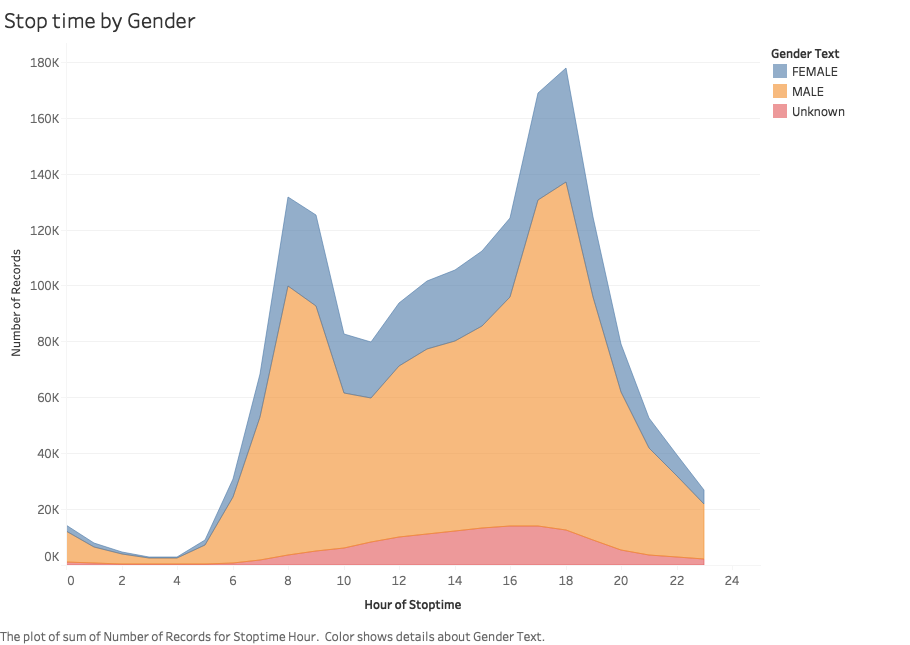 Stop time by Gender
Gender Text
FEMALE
MALE
Unknown
Number of Records
180K
160K
140K
120K
100K
80K
60K
40K
20K
0K
0 2 4 6 8 10 12 14 16 18 20 22 24
Hour of Stoptime
The plot of sum of Number of Records for Stoptime Hour.  Color shows details about Gender Text.